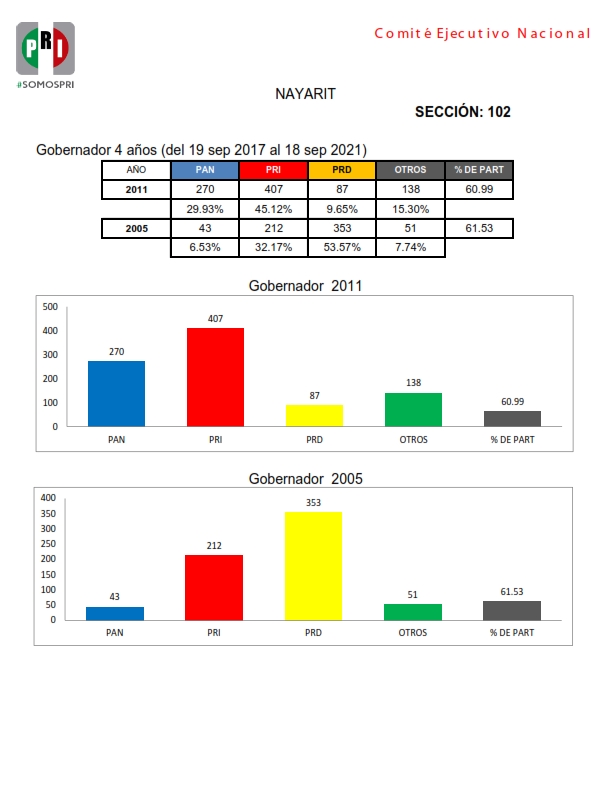 Comité Ejecutivo Nacional
PRI
#SOMOSPRI
NAYARIT
SECCIÓN: 102
Gobernador 4 años (del 19 sep 2017 al 18 sep 2021)
AÑO PAN PRI PRD OTROS % DE PART
2011 270 407 87 138 60.99
29.93% 45.12% 9.65% 15.30%
2005 43 212 353 51 61.53
6.53% 32.17% 53.57% 7.74%
Gobernador 2011
500
400
300
200
100
0
270
407
87
138
60.99
PAN PRI PRD OTROS % DE PART
Gobernador 2005
400
350
300
250
200
150
100
50
0
43
212
353
51
61.53
PAN PRI PRD OTROS % DE PART